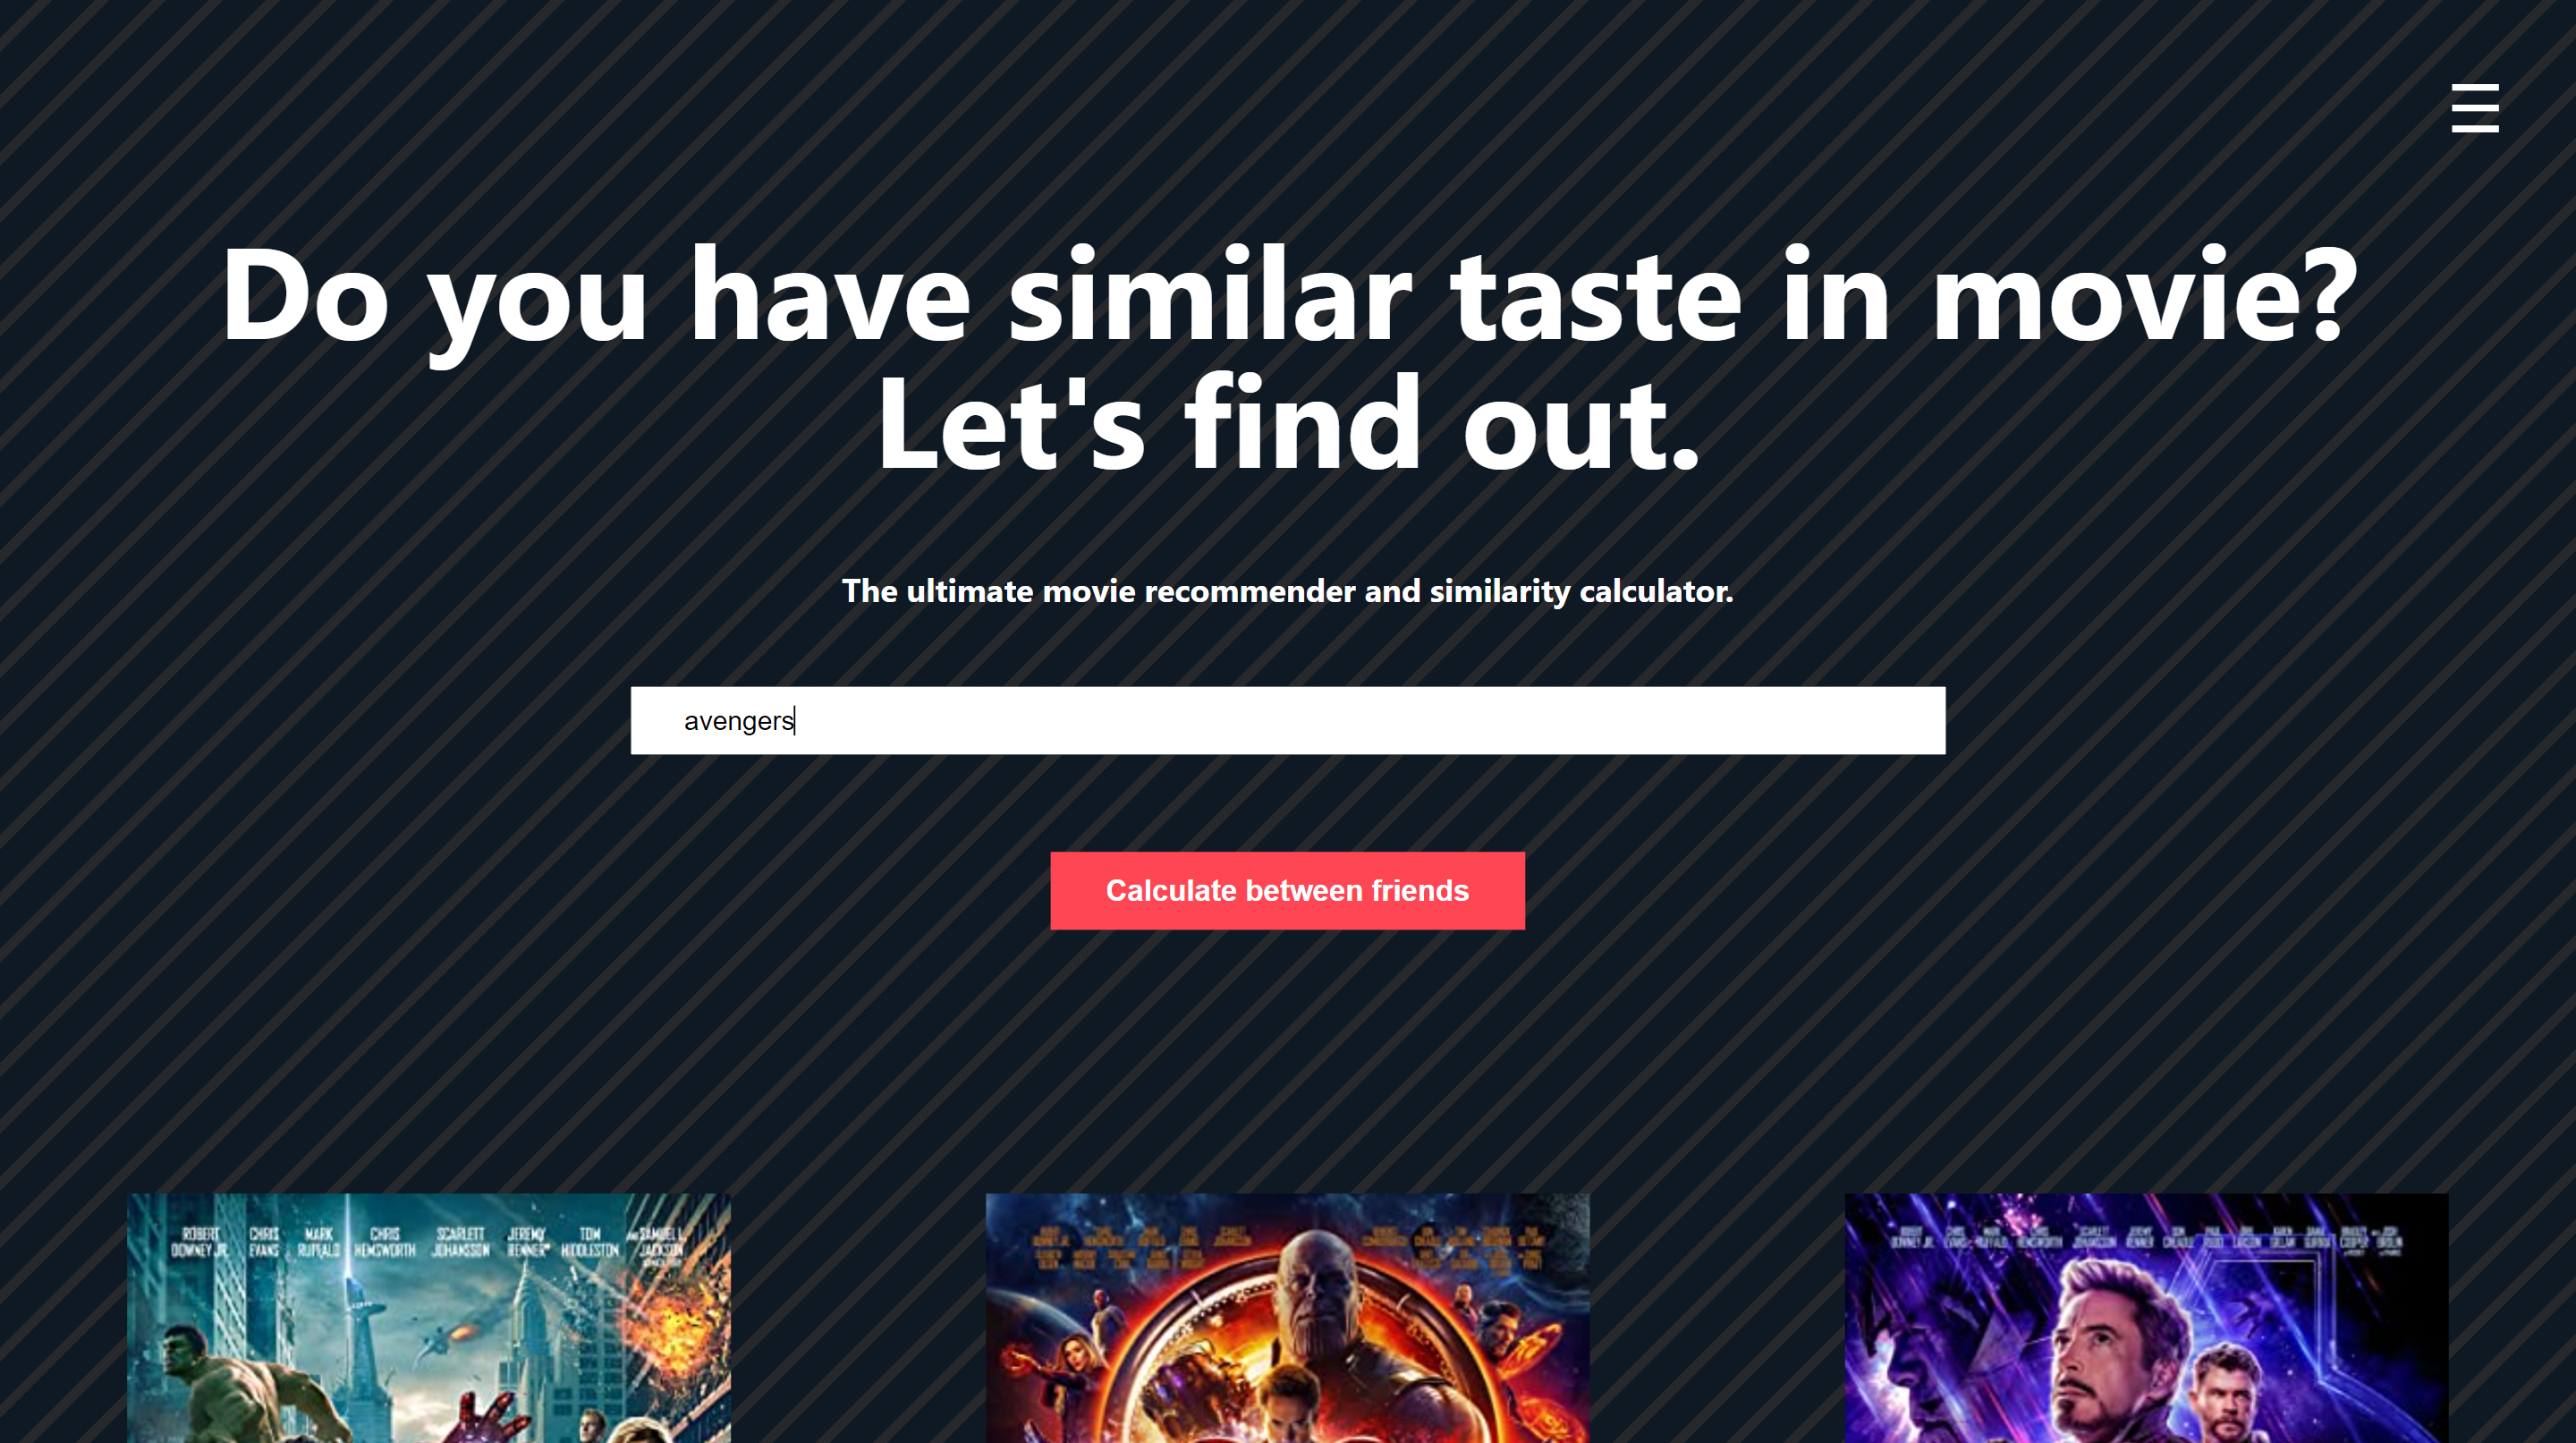 Do you have similar taste in movie?
Let's find out.
The ultimate movie recommender and similarity calculator.
avengers
Calculate between friends
ROBERT DOWNEY JR.
CHRIS EVANS
MARK RUFFALO
CHRIS HEMSWORTH
SCARLETT JOHANSSON
JEREMY RENNER
TOM HIDDLESTON
AND SAMUEL L. JACKSON